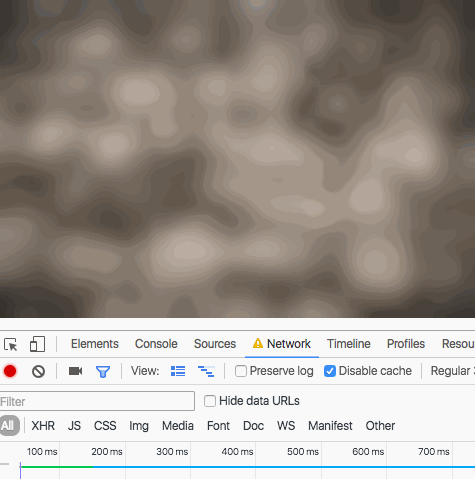 Elements Console Sources Network Timeline Profiles Resou
View: Preserve log Disable cache Regular
Filter Hide data URLs
All XHR JS CSS Img Media Font Doc WS Manifest Other
100 ms 200 ms 300 ms 400 ms 500 ms 600 ms 700 ms